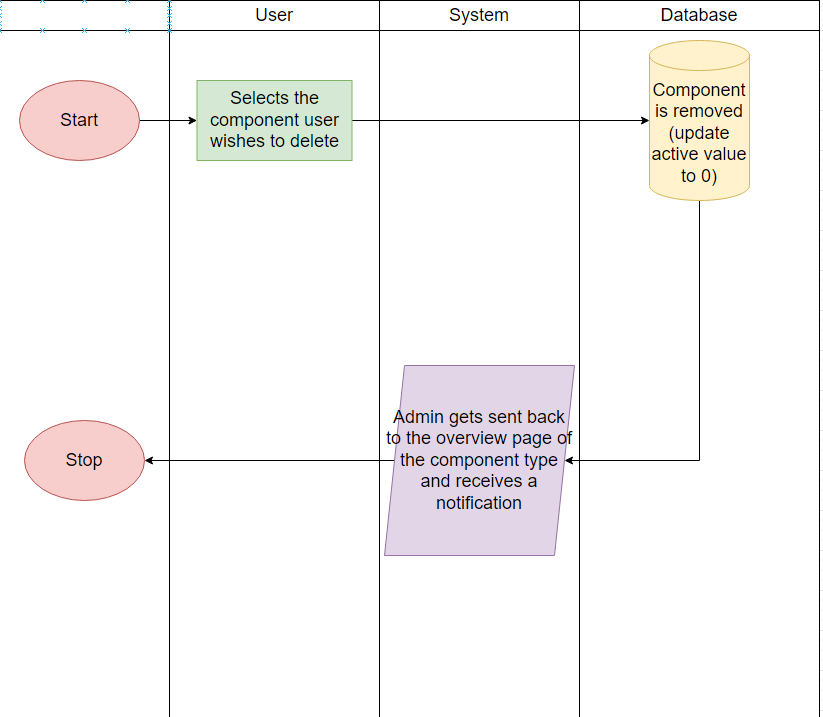 User
System
Database
Start
Selects the
component user
wishes to delete
Component
is removed
(update
active value
to 0)
Stop
Admin gets sent back
to the overview page of
the component type
and receives a
notification